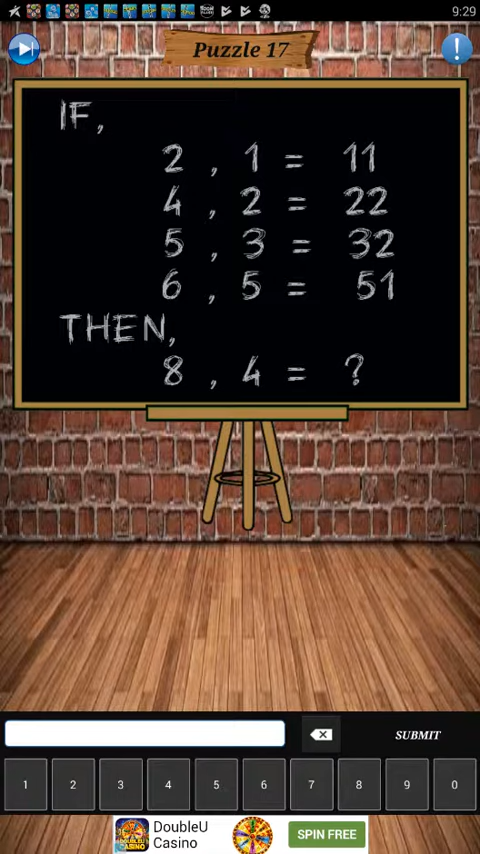 9:29
Puzzle 17
!
IF,
2 , 1 = 11
4 , 2 = 22
5 , 3 = 32
6 , 5 = 51
THEN,
8 , 4 = ?
SUBMIT
1 2 3 4 5 6 7 8 9 0
DoubleU
Casino
SPIN FREE